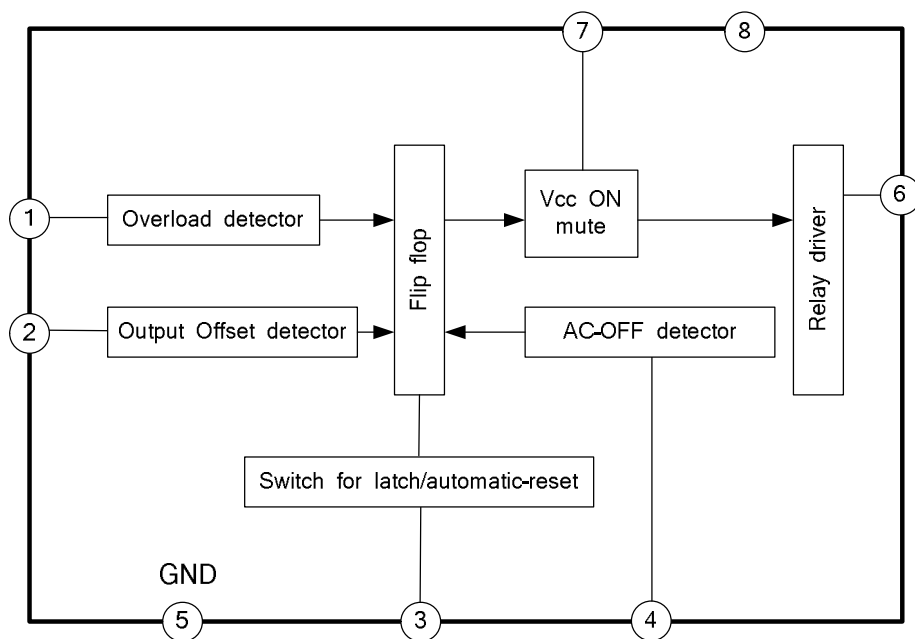 7
8
1
Overload detector
Flip flop
Vcc ON
mute
Relay driver
6
2
Output Offset detector
AC-OFF detector
Switch for latch/automatic-reset
GND
5
3
4